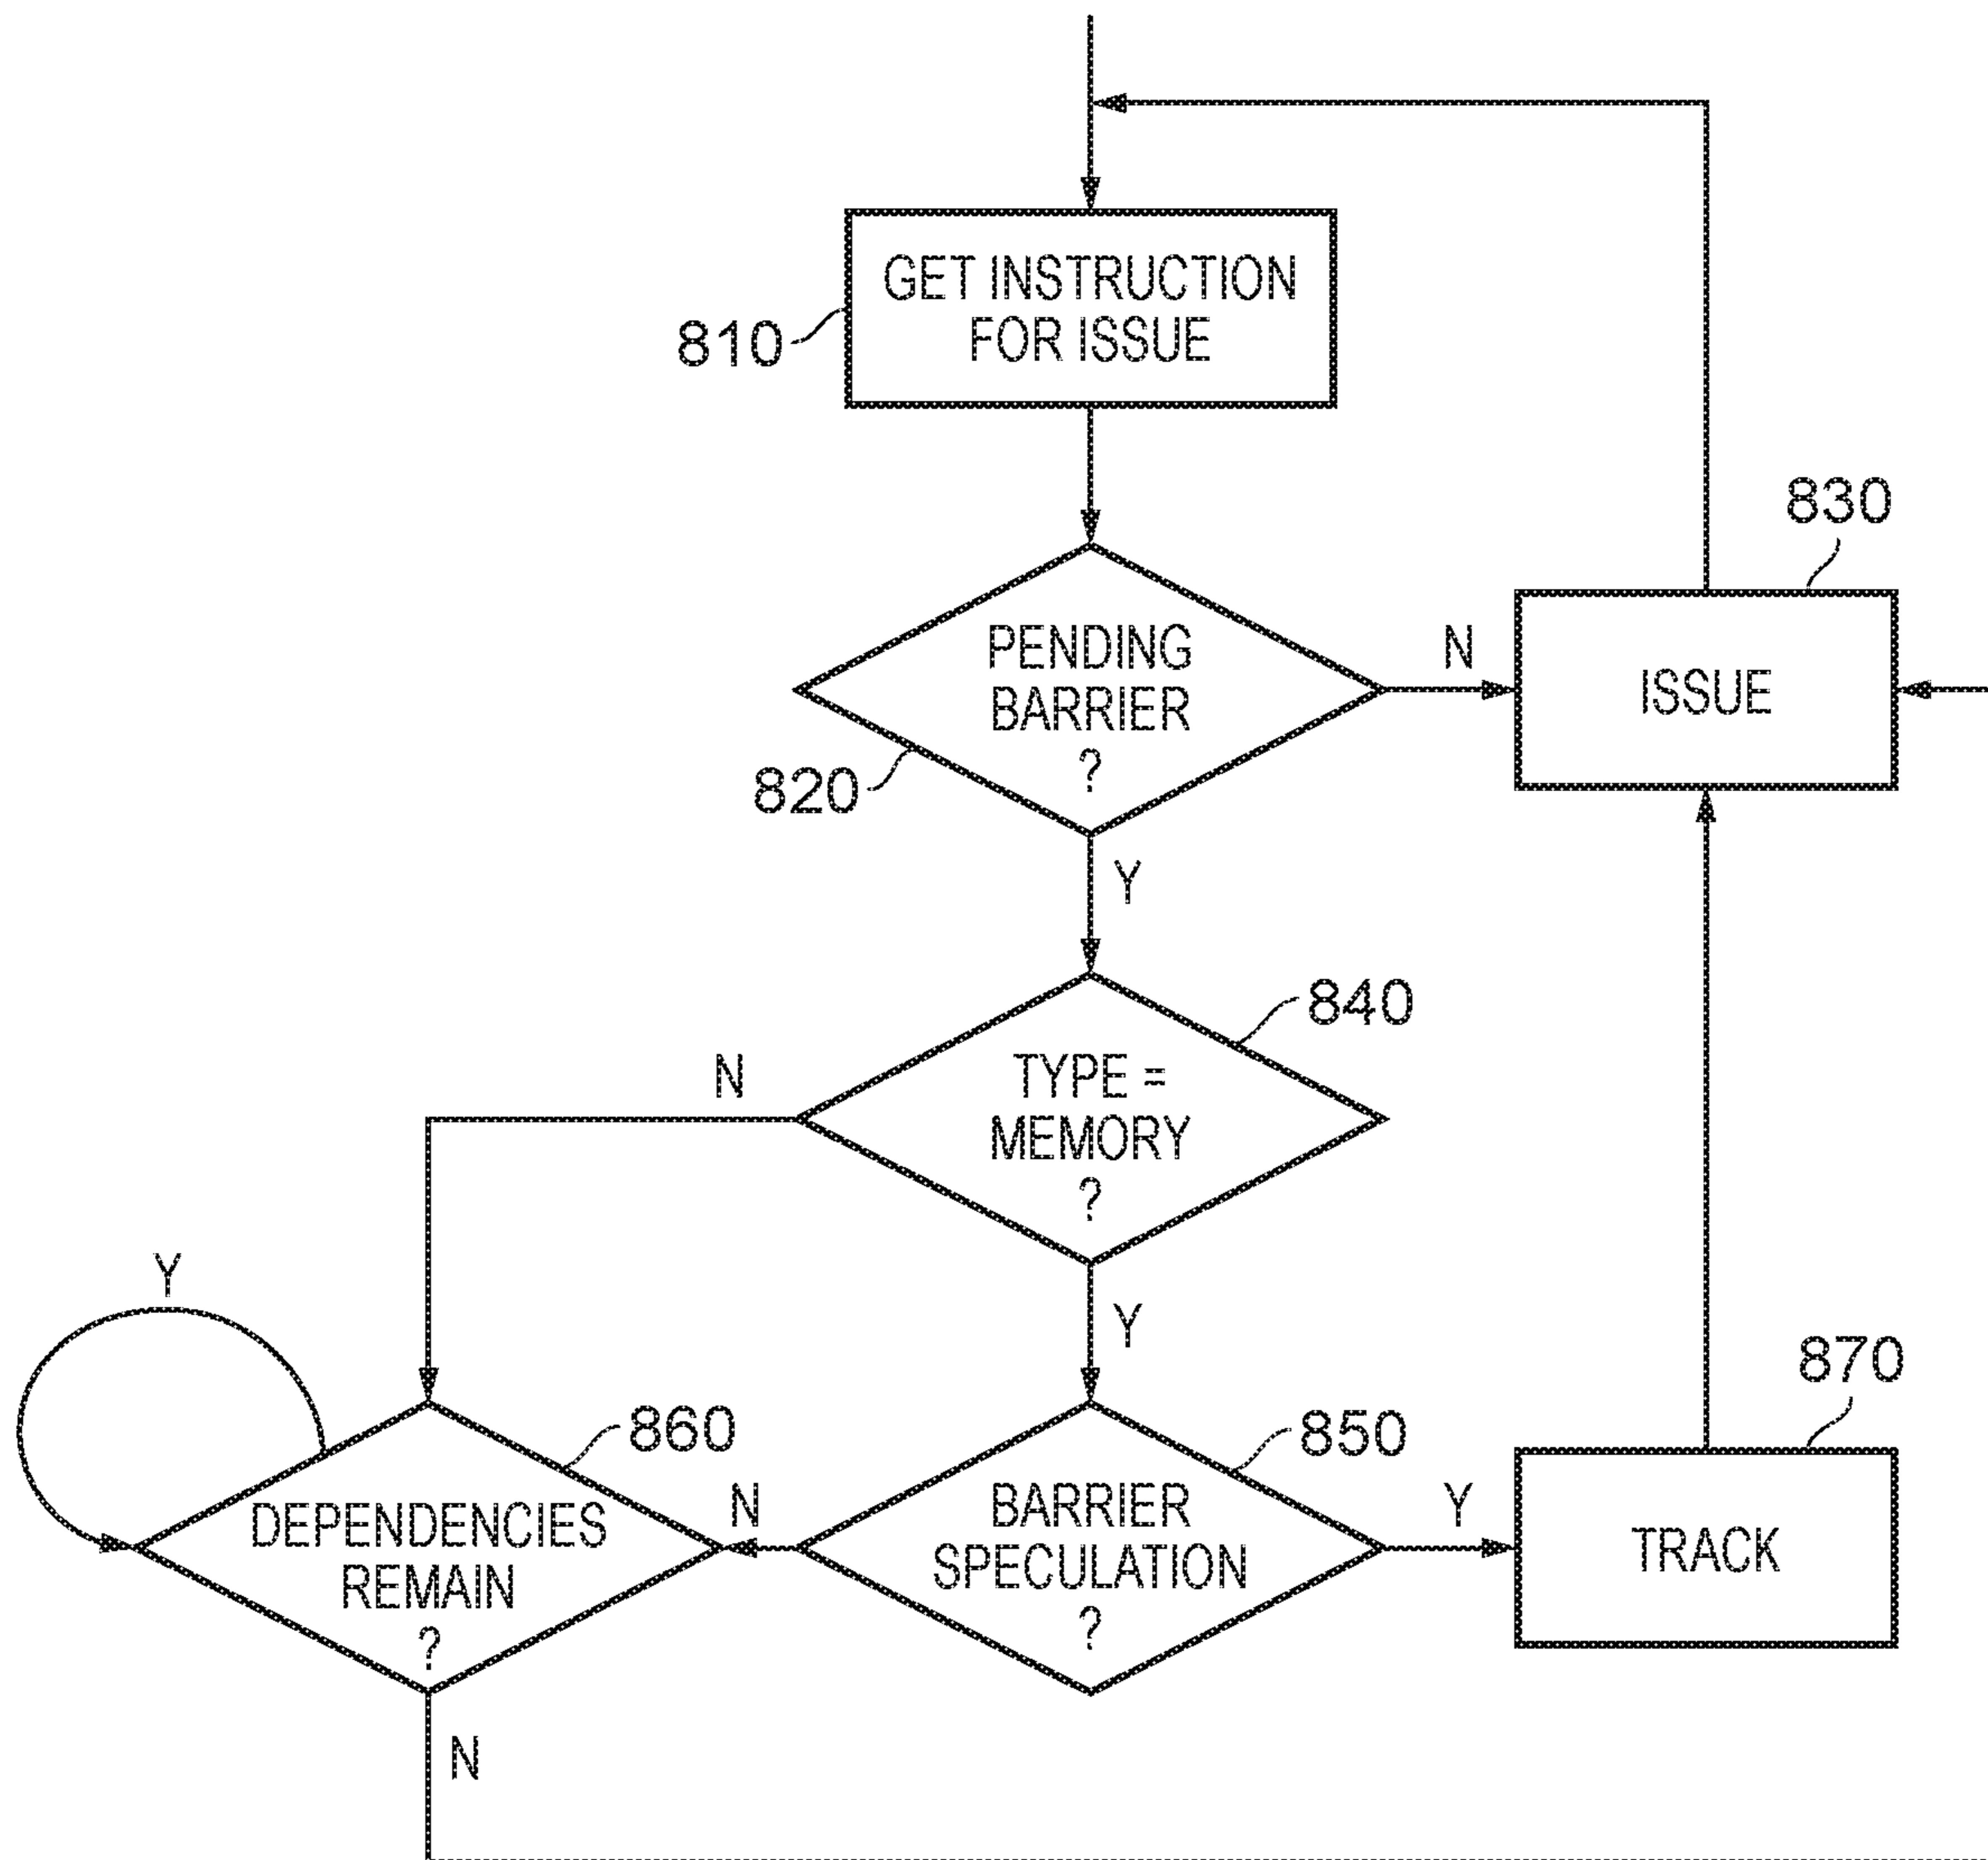 GET INSTRUCTION
FOR ISSUE
810
830
PENDING
BARRIER
?
N
ISSUE
820
Y
840
N
TYPE =
MEMORY
?
Y
Y
870
860
850
DEPENDENCIES
REMAIN
?
N
BARRIER
SPECULATION
?
Y
TRACK
N